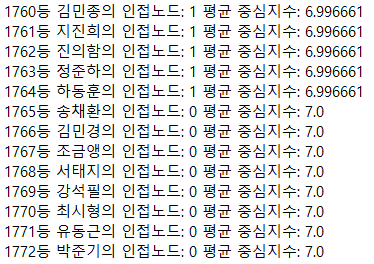 1760등 김민종의 인접노드: 1 평균 중심지수: 6.996661
1761등 지진희의 인접노드: 1 평균 중심지수: 6.996661
1762등 진의함의 인접노드: 1 평균 중심지수: 6.996661
1763등 정준하의 인접노드: 1 평균 중심지수: 6.996661
1764등 하동훈의 인접노드: 1 평균 중심지수: 6.996661
1765등 송채환의 인접노드: 0 평균 중심지수: 7.0
1766등 김민경의 인접노드: 0 평균 중심지수: 7.0
1767등 조금앵의 인접노드: 0 평균 중심지수: 7.0
1768등 서태지의 인접노드: 0 평균 중심지수: 7.0
1769등 강석필의 인접노드: 0 평균 중심지수: 7.0
1770등 최시형의 인접노드: 0 평균 중심지수: 7.0
1771등 유동근의 인접노드: 0 평균 중심지수: 7.0
1772등 박준기의 인접노드: 0 평균 중심지수: 7.0